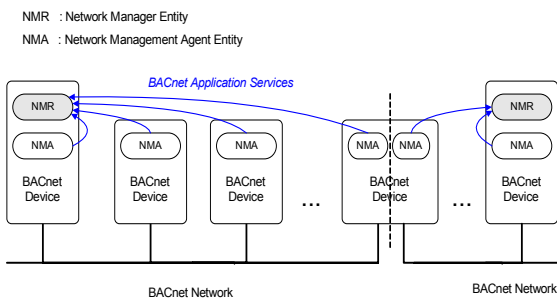 NMR : Network Manager Entity
NMA : Network Management Agent Entity
BACnet Application Services
NMR
NMR
NMA
NMA
NMA
NMA
NMA
NMA
BACnet
Device
BACnet
Device
BACnet
Device
...
BACnet
Device
...
BACnet
Device
BACnet Network
BACnet Network